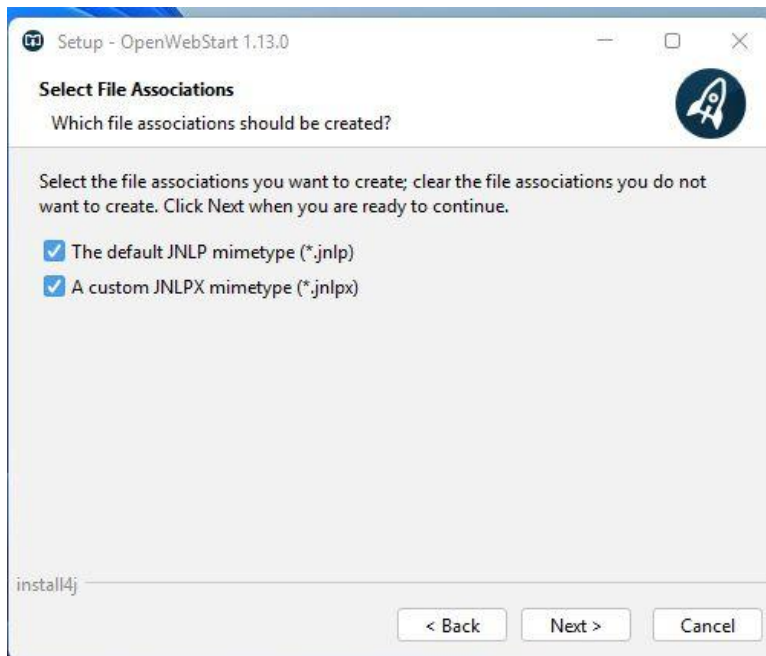 Setup - OpenWebStart 1.13.0
Select File Associations
Which file associations should be created?
Select the file associations you want to create; clear the file associations you do not
want to create. Click Next when you are ready to continue.
The default JNLP mimetype (*.jnlp)
A custom JNLPX mimetype (*.jnlpx)
install4j
< Back
Next >
Cancel